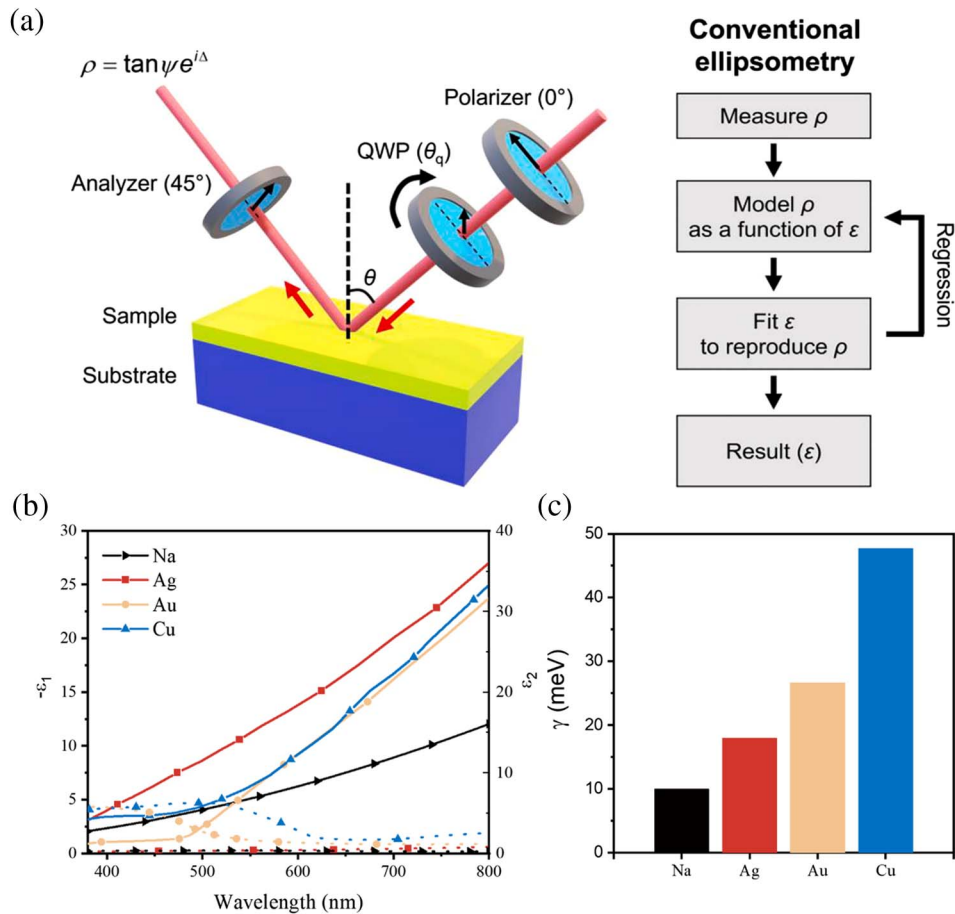 (a)
ρ = tanψe^{iΔ}
Analyzer (45°)
QWP (θq)
Polarizer (0°)
θ
Sample
Substrate
Conventional
ellipsometry
Measure ρ
Model ρ
as a function of ε
Fit ε
to reproduce ρ
Result (ε)
Regression
(b)
30
25
20
15
10
5
0
-ε1
Na
Ag
Au
Cu
40
30
20
10
0
ε2
400
500
600
700
800
Wavelength (nm)
(c)
50
40
30
20
10
0
γ (meV)
Na
Ag
Au
Cu